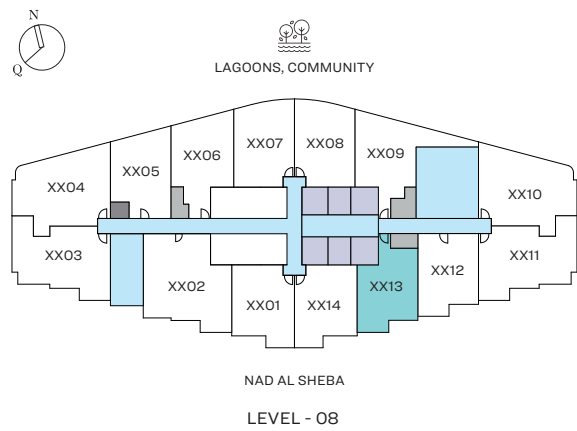 N
Q
LAGOONS, COMMUNITY
XX07 XX08
XX06 XX09
XX05
XX04 XX10
XX03 XX11
XX12
XX02 XX13
XX01 XX14
NAD AL SHEBA
LEVEL - 08